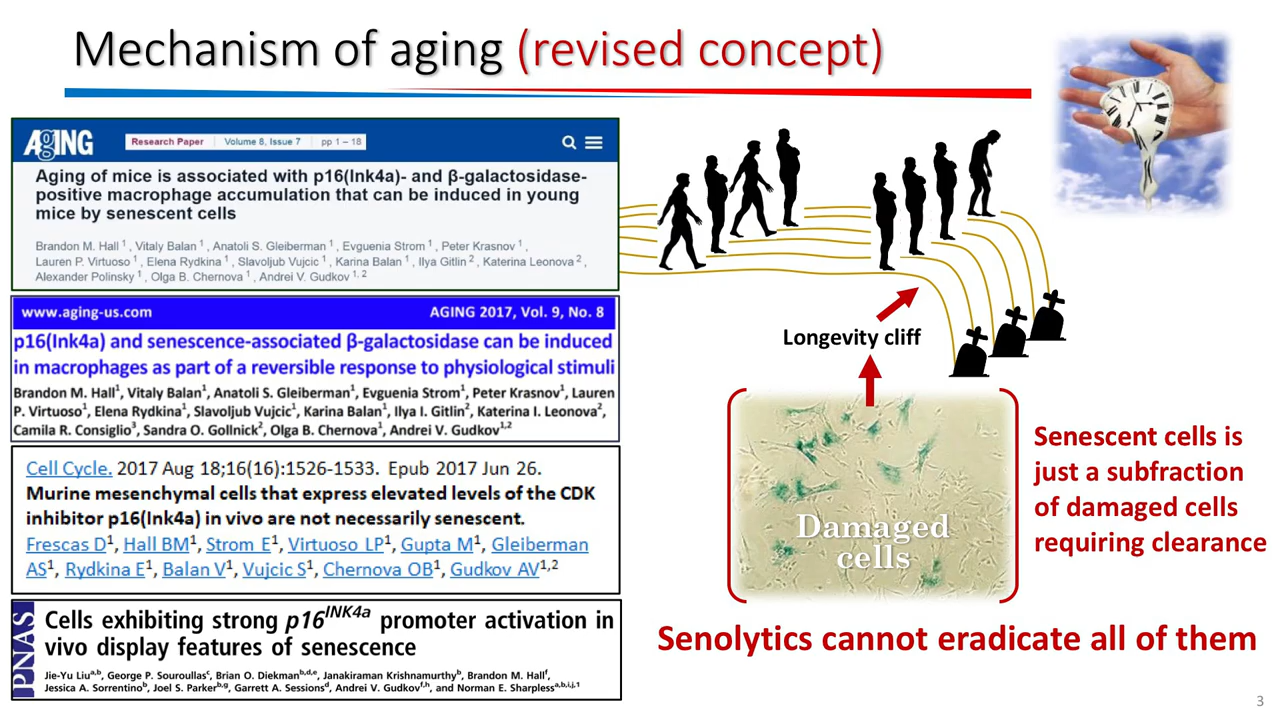 Mechanism of aging (revised concept)
AgING
Research Paper Volume 8, Issue 7 pp 1 – 18
Aging of mice is associated with p16(Ink4a)- and β-galactosidase-
positive macrophage accumulation that can be induced in young
mice by senescent cells
Brandon M. Hall 1 , Vitaly Balan 1 , Anatoli S. Gleiberman 1 , Evguenia Strom 1 , Peter Krasnov 1 ,
Lauren P. Virtuoso 1 , Elena Rydkina 1 , Slavoljub Vujcic 1 , Karina Balan 1 , Ilya Gitlin 2 , Katerina Leonova 2 ,
Alexander Polinsky 1 , Olga B. Chernova 1 , Andrei V. Gudkov 1, 2
www.aging-us.com AGING 2017, Vol. 9, No. 8
p16(Ink4a) and senescence-associated β-galactosidase can be induced
in macrophages as part of a reversible response to physiological stimuli
Brandon M. Hall1, Vitaly Balan1, Anatoli S. Gleiberman1, Evguenia Strom1, Peter Krasnov1, Lauren
P. Virtuoso1, Elena Rydkina1, Slavoljub Vujcic1, Karina Balan1, Ilya I. Gitlin2, Katerina I. Leonova2,
Camila R. Consiglio3, Sandra O. Gollnick2, Olga B. Chernova1, Andrei V. Gudkov1,2
Cell Cycle. 2017 Aug 18;16(16):1526-1533. Epub 2017 Jun 26.
Murine mesenchymal cells that express elevated levels of the CDK
inhibitor p16(Ink4a) in vivo are not necessarily senescent.
Frescas D1, Hall BM1, Strom E1, Virtuoso LP1, Gupta M1, Gleiberman
AS1, Rydkina E1, Balan V1, Vujcic S1, Chernova OB1, Gudkov AV1,2
PNAS
Cells exhibiting strong p16INK4a promoter activation in
vivo display features of senescence
Jie-Yu Liua,b, George P. Souroullasc, Brian O. Diekmanb,d,e, Janakiraman Krishnamurthyb, Brandon M. Hallf,
Jessica A. Sorrentinob, Joel S. Parkerb,g, Garrett A. Sessionsd, Andrei V. Gudkovf,h, and Norman E. Sharplessa,b,i,j,1
Longevity cliff
Damaged
cells
Senescent cells is
just a subfraction
of damaged cells
requiring clearance
Senolytics cannot eradicate all of them
3